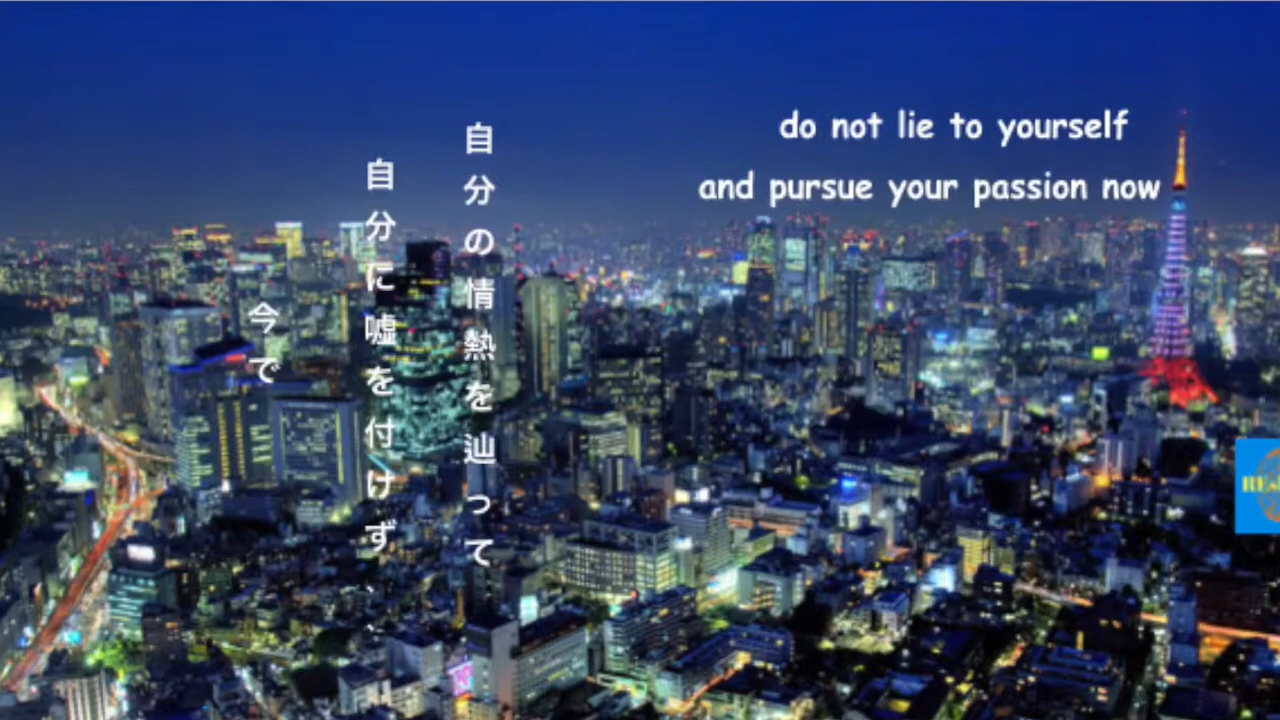 do not lie to yourself
and pursue your passion now
自分の情熱を辿って
自分に嘘を付けず
今で